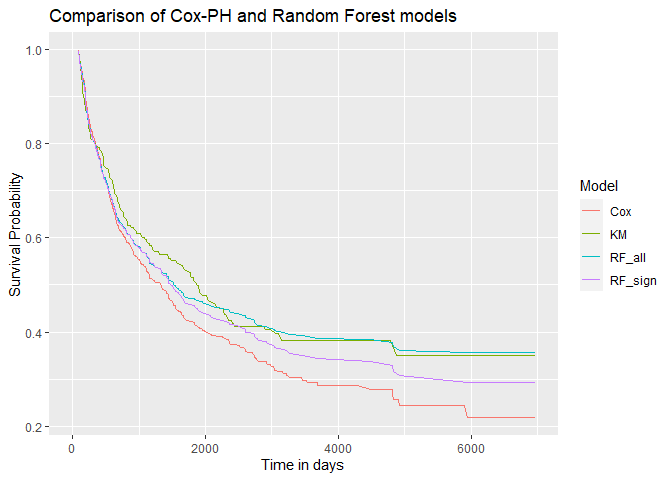 Comparison of Cox-PH and Random Forest models
1.0
0.8
0.6
0.4
0.2
Survival Probability
0
2000
4000
6000
Time in days
Model
Cox
KM
RF_all
RF_sign